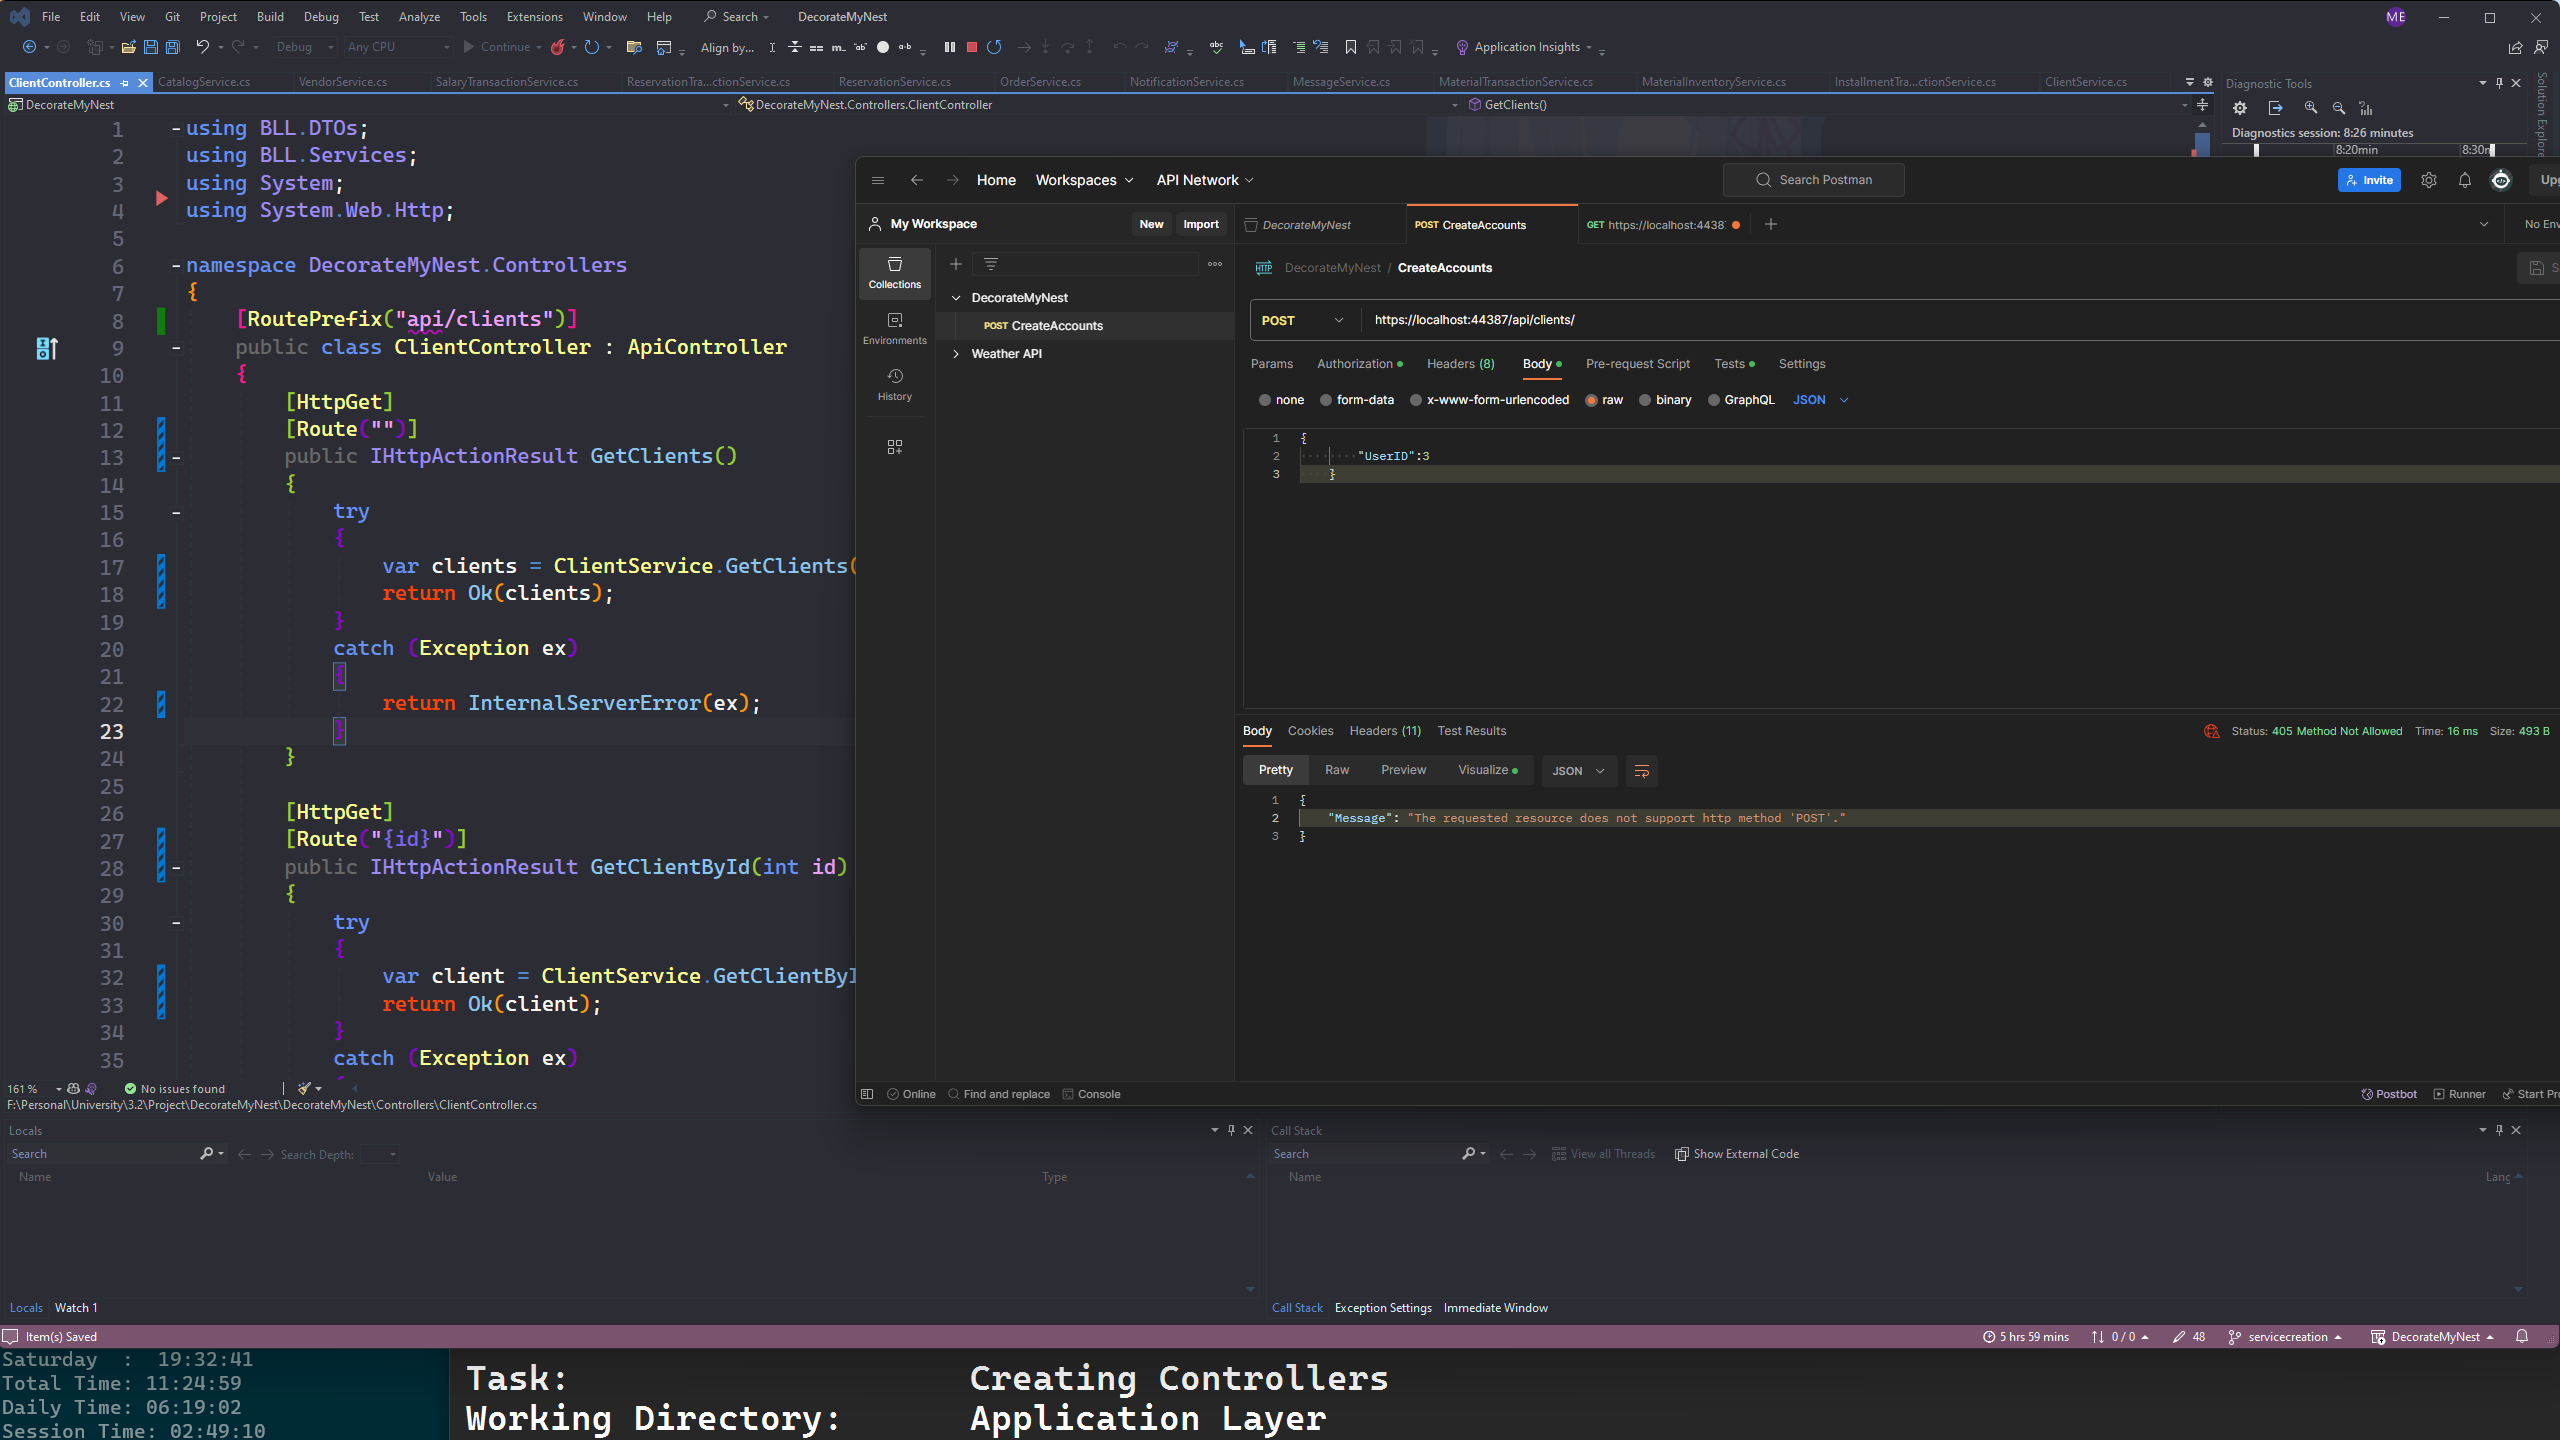 File Edit View Git Project Build Debug Test Analyze Tools Extensions Window Help Search DecorateMyNest ME
Debug Any CPU Continue Align by... Application Insights
ClientController.cs CatalogService.cs VendorServices.cs SalaryTransactionService.cs ReservationTra...ctionService.cs ReservationService.cs OrderService.cs NotificationService.cs MessageService.cs MaterialTransactionService.cs MaterialInventoryService.cs InstallmentTra...ctionService.cs ClientService.cs
DecorateMyNest DecorateMyNest.Controllers.ClientController GetClients()
Diagnostic Tools
Diagnostics session: 8:26 minutes
8:20min 8:30m
Solution Explore
1 using BLL.DTOs;
2 using BLL.Services;
3 using System;
4 using System.Web.Http;
5
6 namespace DecorateMyNest.Controllers
7 {
8 [RoutePrefix("api/clients")]
9 public class ClientController : ApiController
10 {
11 [HttpGet]
12 [Route("")]
13 public IHttpActionResult GetClients()
14 {
15 try
16 {
17 var clients = ClientService.GetClients(
18 return Ok(clients);
19 }
20 catch (Exception ex)
21 {
22 return InternalServerError(ex);
23 }
24 }
25
26 [HttpGet]
27 [Route("{id}")]
28 public IHttpActionResult GetClientById(int id)
29 {
30 try
31 {
32 var client = ClientService.GetClientByI
33 return Ok(client);
34 }
35 catch (Exception ex)
161 % No issues found
F:\Personal\University\3.2\Project\DecorateMyNest\DecorateMyNest\Controllers\ClientController.cs
Home Workspaces API Network Search Postman Invite Upg
My Workspace New Import
DecorateMyNest POST CreateAccounts GET https://localhost:4438 No Env
Collections
Environments
History
DecorateMyNest
POST CreateAccounts
Weather API
HTTP DecorateMyNest / CreateAccounts S
POST https://localhost:44387/api/clients/
Params Authorization Headers (8) Body Pre-request Script Tests Settings
none form-data x-www-form-urlencoded raw binary GraphQL JSON
1 {
2 "UserID":3
3 }
Body Cookies Headers (11) Test Results Status: 405 Method Not Allowed Time: 16 ms Size: 493 B
Pretty Raw Preview Visualize JSON
1 {
2 "Message": "The requested resource does not support http method 'POST'."
3 }
Online Find and replace Console Postbot Runner Start Pro
Locals
Search Search Depth:
Name Value Type
Locals Watch 1
Call Stack
Search View all Threads Show External Code
Name Lang
Call Stack Exception Settings Immediate Window
Item(s) Saved 5 hrs 59 mins 0 / 0 48 servicecreation DecorateMyNest
Saturday : 19:32:41
Total Time: 11:24:59
Daily Time: 06:19:02
Session Time: 02:49:10
Task: Creating Controllers
Working Directory: Application Layer